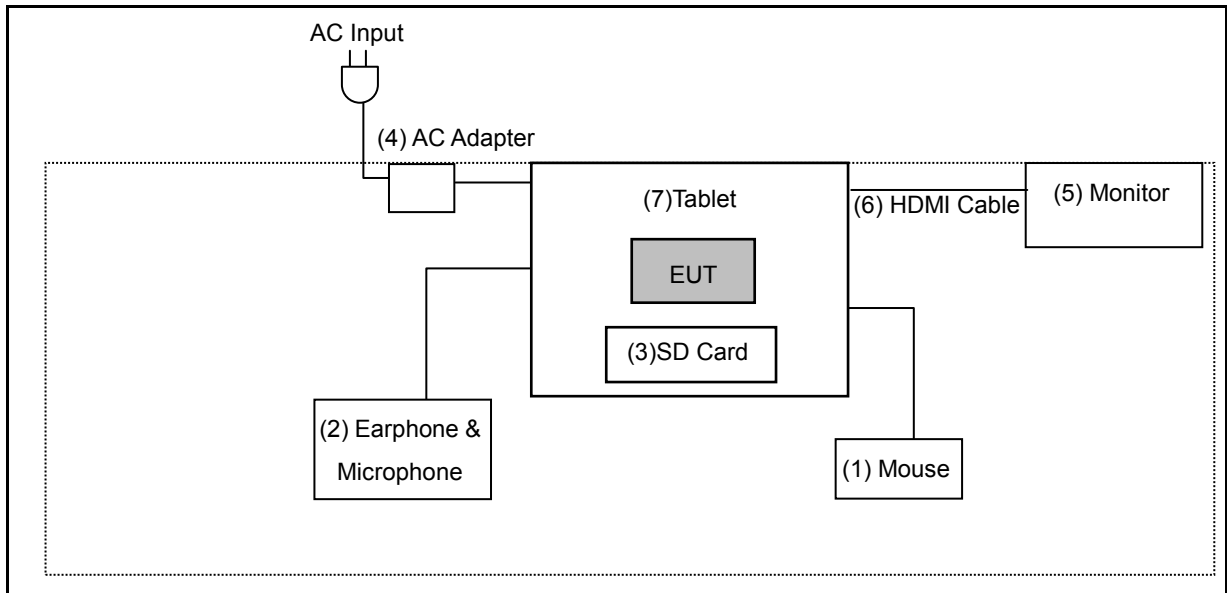 AC Input
(4) AC Adapter
(7)Tablet
(6) HDMI Cable
(5) Monitor
EUT
(3)SD Card
(2) Earphone &
Microphone
(1) Mouse